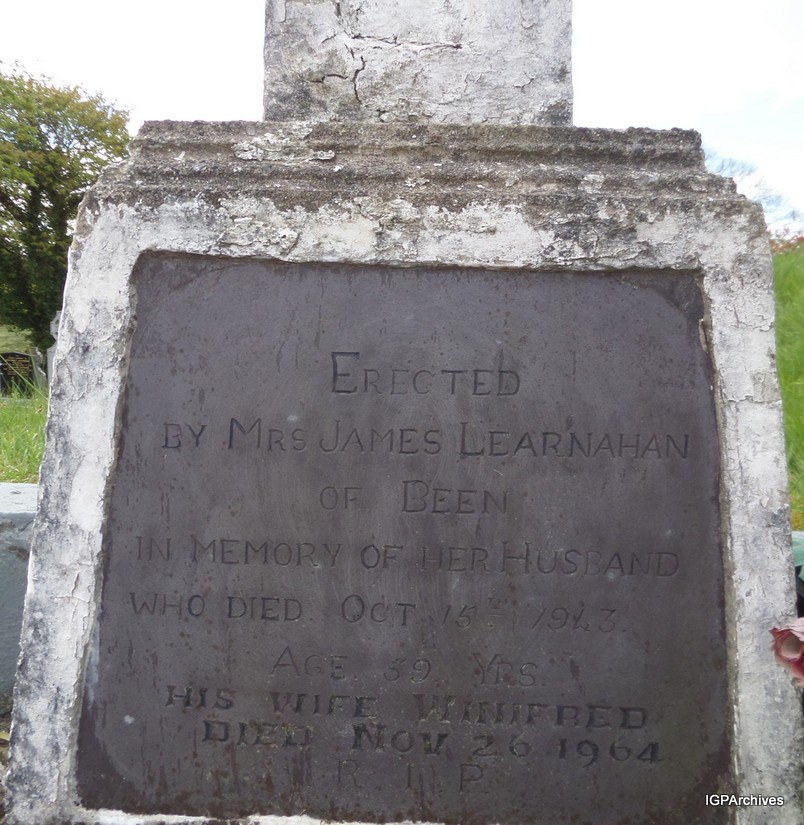 ERECTED
BY MRS JAMES LEARNAHAN
OF BEEN
IN MEMORY OF HER HUSBAND
WHO DIED OCT. 15TH 1943.
AGE. 59 YRS.
HIS WIFE WINIFRED
DIED NOV. 26 1964
R. I. P.
IGPArchives